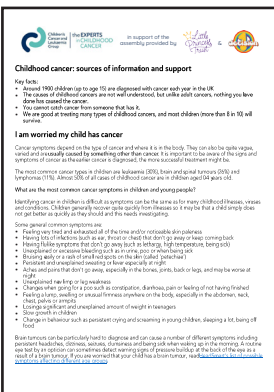 Children's
Cancer and
Leukaemia
Group
the EXPERTS
in CHILDHOOD
CANCER
in support of the
assembly provided by
Little
Princess
Trust
&
Childhood cancer: sources of information and support
Key facts:
• Around 1900 children (up to age 15) are diagnosed with cancer each year in the UK
• The causes of childhood cancers are not well understood, but unlike adult cancers, nothing you have
done has caused the cancer.
• You cannot catch cancer from someone that has it.
• We are good at treating many types of childhood cancers, and most children (more than 8 in 10) will
survive.
I am worried my child has cancer
Cancer symptoms depend on the type of cancer and where it is in the body. They can also be quite vague,
varied and are usually caused by something other than cancer. It is important to be aware of the signs and
symptoms of cancer as the earlier cancer is diagnosed, the more successful treatment might be.
The most common cancer types in children are leukaemia (30%), brain and spinal tumours (26%) and
lymphomas (11%). Almost 50% of all cases of childhood cancer are in children aged 0-4 years old.
What are the most common cancer symptoms in children and young people?
Identifying cancer in children is difficult as symptoms can be the same as for many childhood illnesses, viruses
and conditions. Children generally recover quite quickly from illnesses so it may be that a child simply does
not get better as quickly as they should and this needs investigating.
Some general common signs are:
• Feeling very tired and exhausted all of the time and/or noticeable skin paleness
• Having lots of infections (such as ear, throat or chest) that don't go away or keep coming back
• Having flu-like symptoms that don't go away (such as lethargy, high temperature, being sick)
• Unexplained or excessive bleeding such as in urine, poo or when being sick
• Bruising easily or a rash of small red spots on the skin (called 'petechiae')
• Persistent and unexplained sweating or fever especially at night
• Aches and pains that don't go away, especially in the bones, joints, back or legs, and may be worse at
night
• Unexplained new limp or leg weakness
• Changes when going for a poo such as constipation, diarrhoea, pain or feeling of not having finished
• Feeling a lump, swelling or unusual firmness anywhere on the body, especially in the abdomen, neck,
chest, pelvis or armpits
• Losing a significant and unexplained amount of weight in teenagers
• Slow growth in children
• Change in behaviour such as persistent crying and screaming in young children, sleeping a lot, being off
food
Brain tumours can be particularly hard to diagnose and can cause a number of different symptoms including
persistent headaches, dizziness, seizures, clumsiness and being sick when waking up in the morning. A routine
eye test by an optician can sometimes detect warning signs of pressure build-up at the back of the eye as a
result of a brain tumour. If you are worried that your child has a brain tumour, read